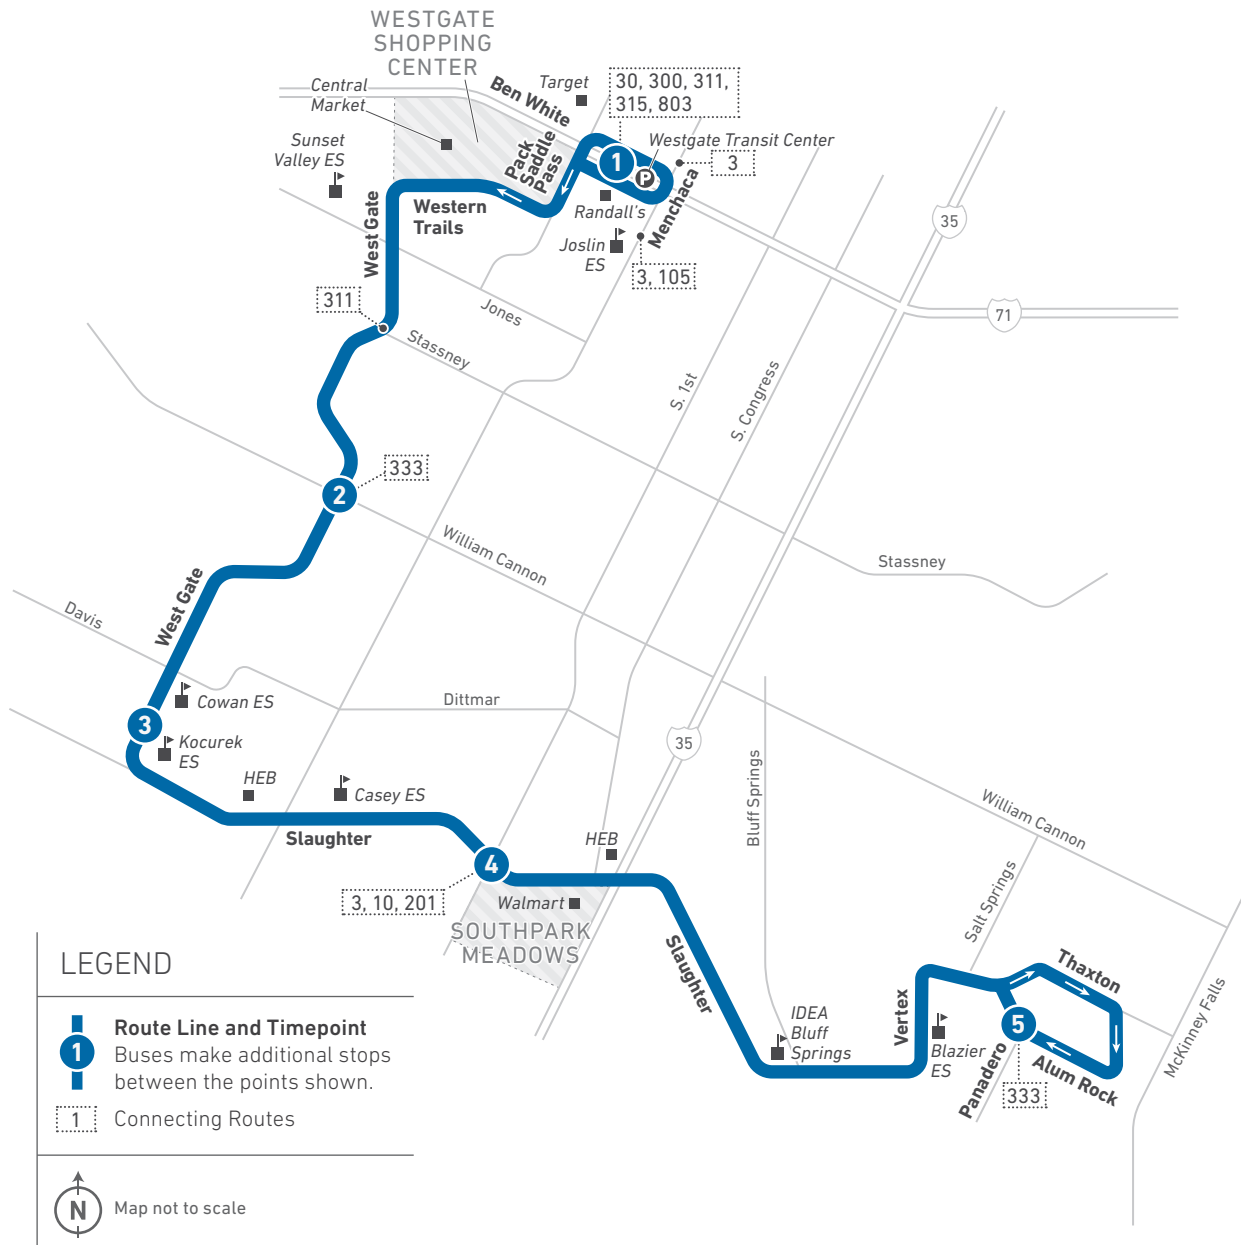 WESTGATE
SHOPPING
CENTER
Central
Market
Ben White
Target
30, 300, 311,
315, 803
Sunset
Valley ES
Pack
Saddle
Pass
1
Westgate Transit Center
P
3
Randall's
Menchaca
Western
Trails
West Gate
Joslin
ES
3, 105
35
311
Jones
71
Stassney
S. 1st
S. Congress
333
2
William Cannon
Stassney
West Gate
Davis
Cowan ES
Dittmar
3
Kocurek
ES
35
HEB
Casey ES
Bluff Springs
William Cannon
Slaughter
HEB
4
3, 10, 201
Walmart
SOUTHPARK
MEADOWS
Salt Springs
Slaughter
Thaxton
McKinney Falls
IDEA
Bluff
Springs
Vertex
Blazier
ES
5
Panadero
Alum Rock
333
LEGEND
Route Line and Timepoint
1
Buses make additional stops
between the points shown.
1
Connecting Routes
N
Map not to scale